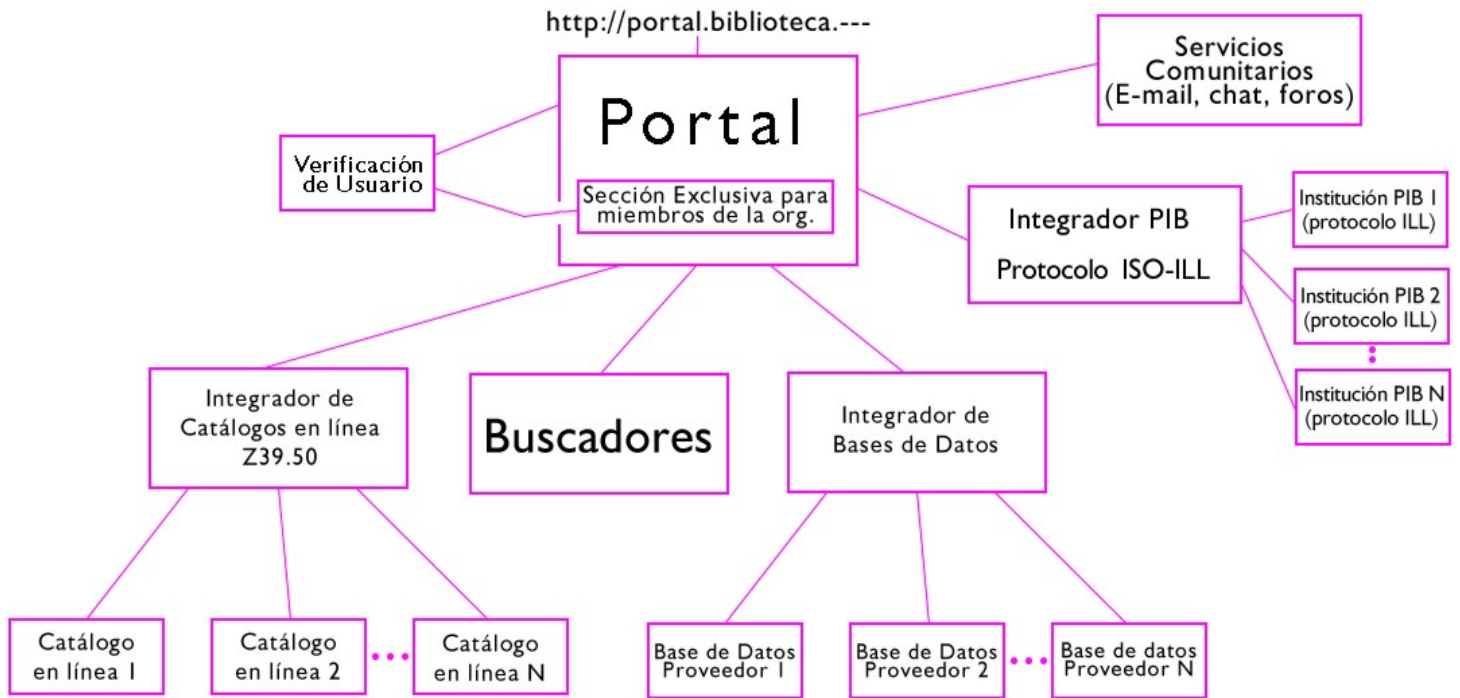 http://portal.biblioteca.---
Servicios
Comunitarios
(E-mail, chat, foros)
Portal
Verificación
de Usuario
Sección Exclusiva para
miembros de la org.
Integrador PIB
Protocolo ISO-ILL
Institución PIB 1
(protocolo ILL)
Institución PIB 2
(protocolo ILL)
Institución PIB N
(protocolo ILL)
Integrador de
Catálogos en línea
Z39.50
Buscadores
Integrador de
Bases de Datos
Catálogo
en línea 1
Catálogo
en línea 2
Catálogo
en línea N
Base de Datos
Proveedor 1
Base de Datos
Proveedor 2
Base de datos
Proveedor N